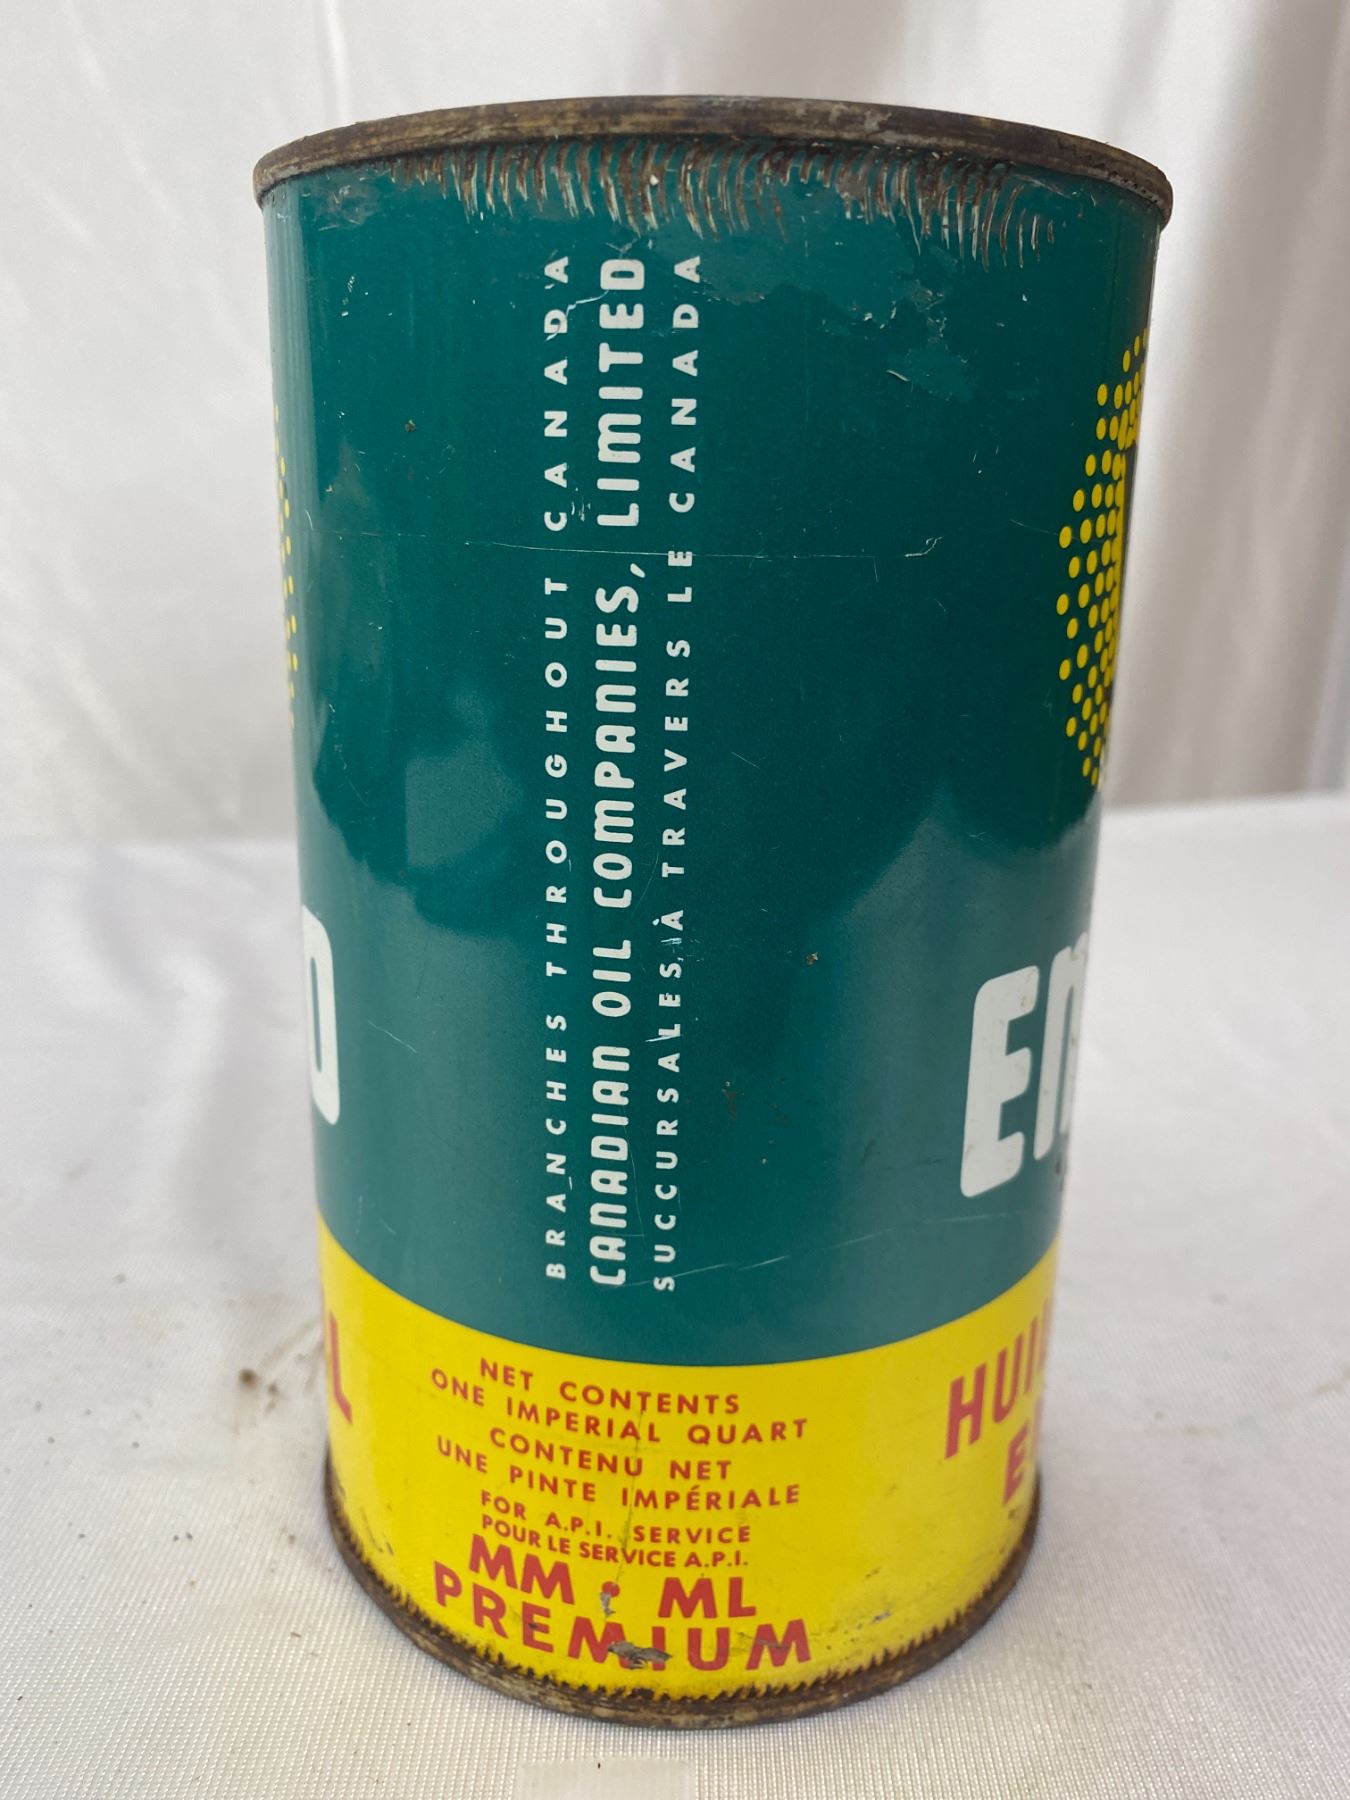 BRANCHES THROUGHOUT CANADA
CANADIAN OIL COMPANIES, LIMITED
SUCCURSALES À TRAVERS LE CANADA
NET CONTENTS
ONE IMPERIAL QUART
CONTENU NET
UNE PINTE IMPÉRIALE
FOR A.P.I. SERVICE
POUR LE SERVICE A.P.I.
MM • ML
PREMIUM